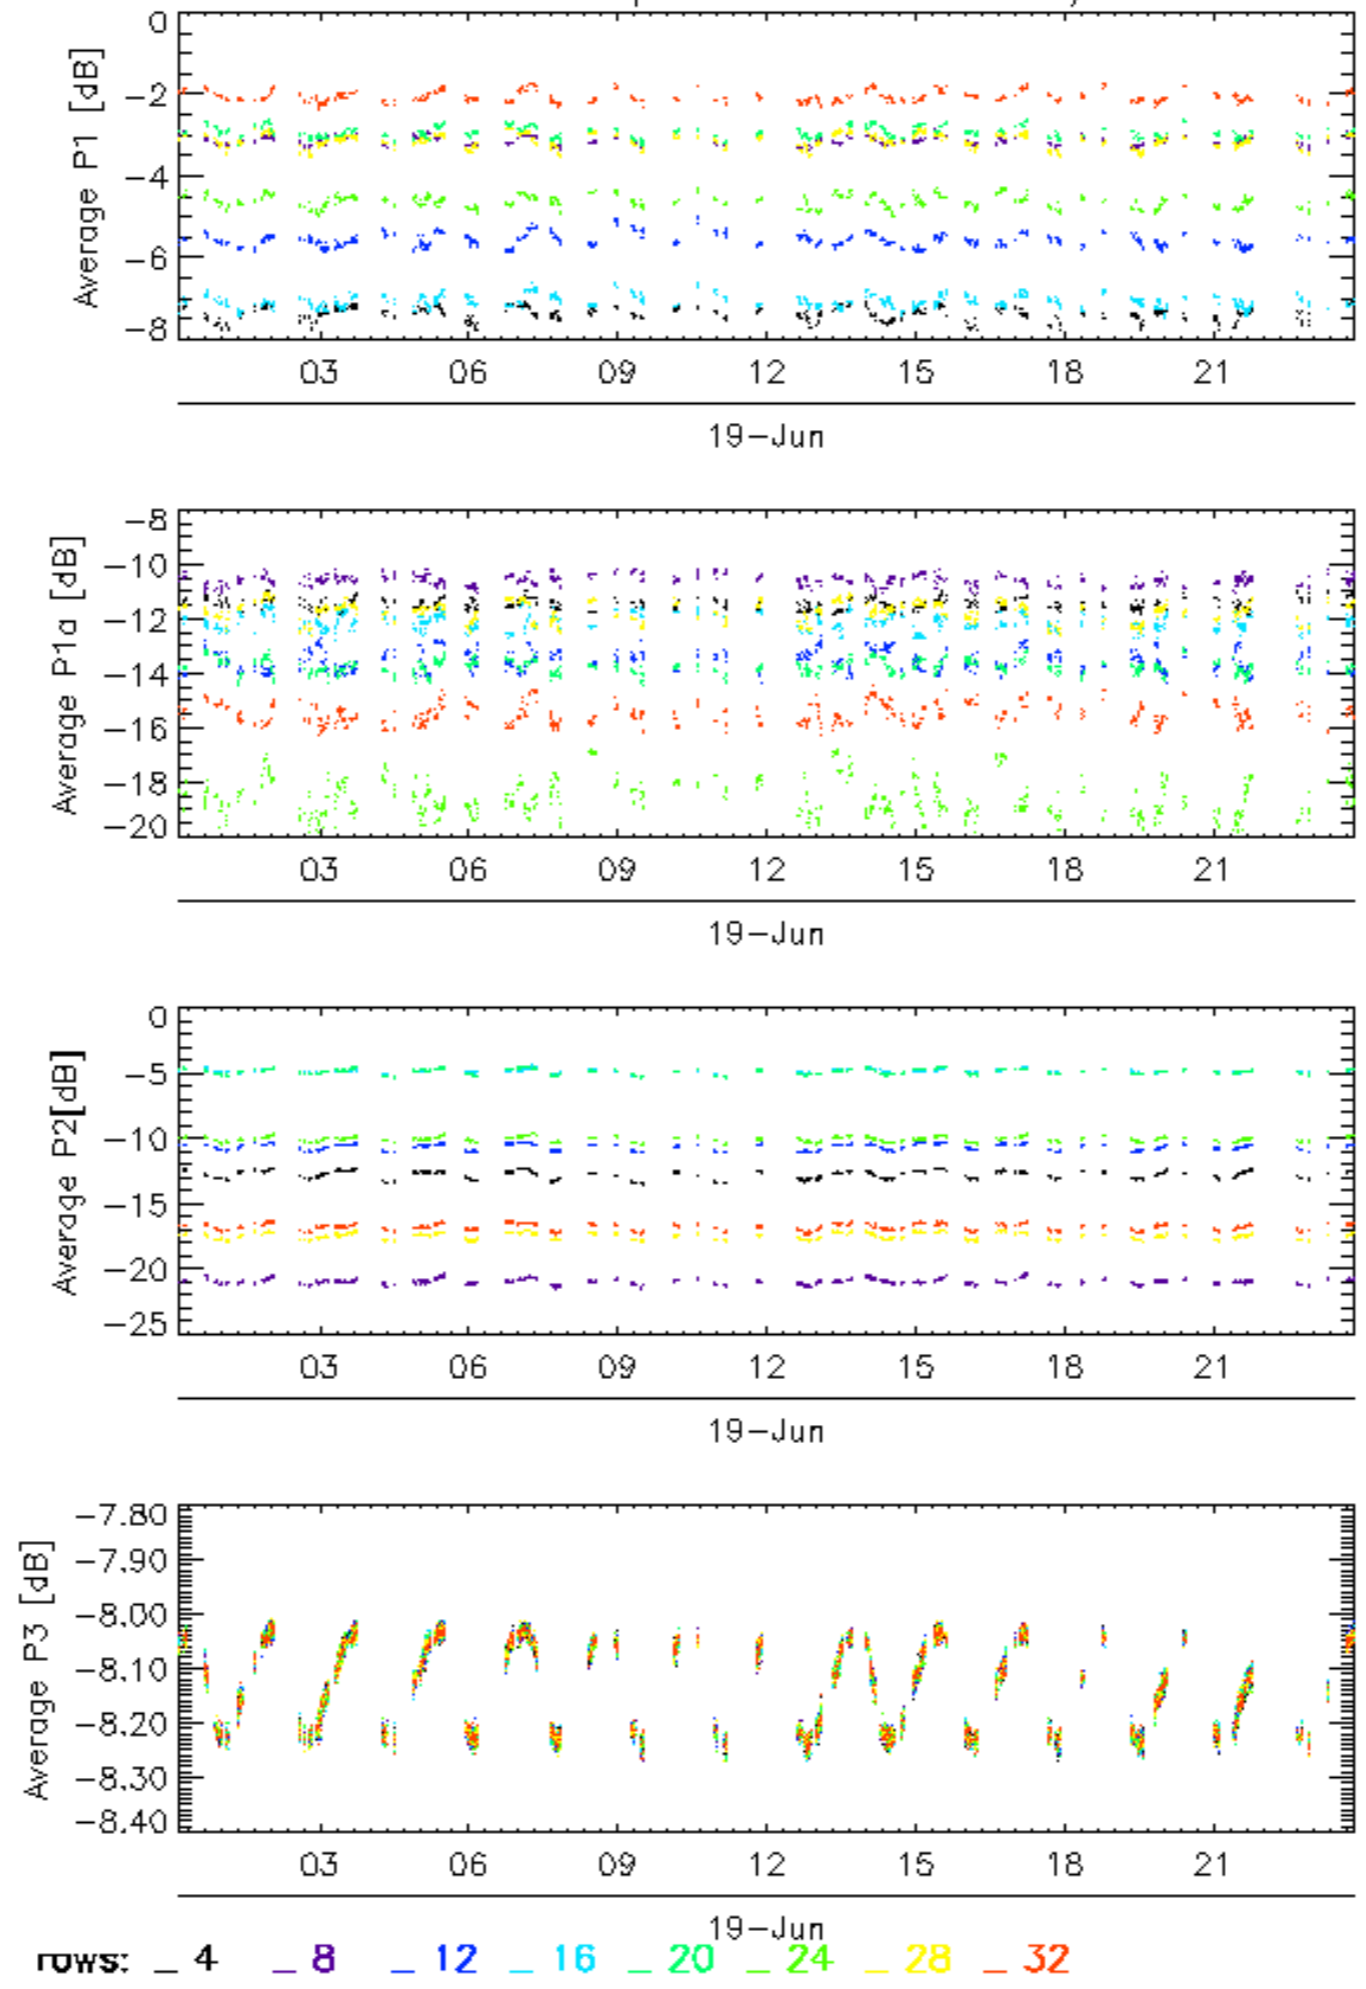 0
-2
-4
-6
-8
Average P1 [dB]
03 06 09 12 15 18 21
19-Jun
-8
-10
-12
-14
-16
-18
-20
Average P1a [dB]
03 06 09 12 15 18 21
19-Jun
0
-5
-10
-15
-20
-25
Average P2[dB]
03 06 09 12 15 18 21
19-Jun
-7.80
-7.90
-8.00
-8.10
-8.20
-8.30
-8.40
Average P3 [dB]
03 06 09 12 15 18 21
19-Jun
rows: _ 4 _ 8 _ 12 _ 16 _ 20 _ 24 _ 28 _ 32